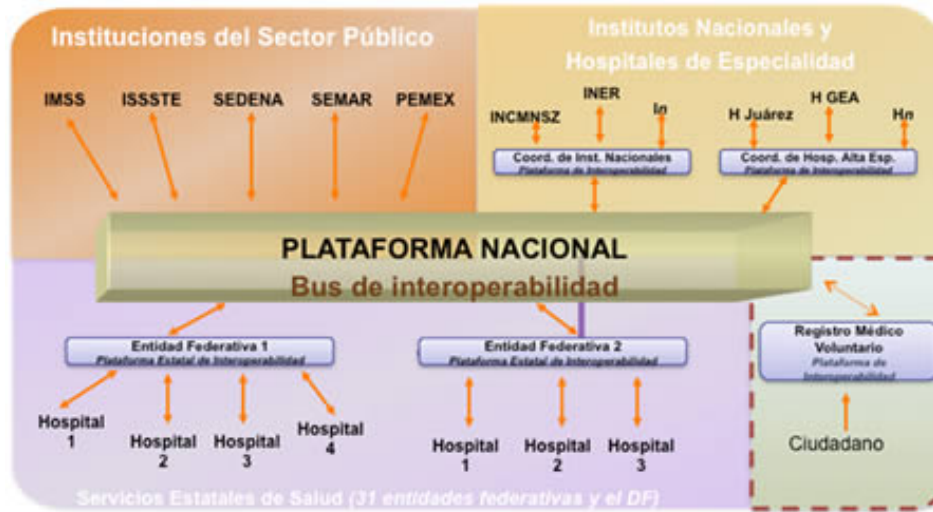 Instituciones del Sector Público
IMSS
ISSSTE
SEDENA
SEMAR
PEMEX
Institutos Nacionales y
Hospitales de Especialidad
INCMNSZ
INER
In
H Juárez
H GEA
Hn
Coord. de Inst. Nacionales
Plataforma de Interoperabilidad
Coord. de Hosp. Alta Esp.
Plataforma de Interoperabilidad
PLATAFORMA NACIONAL
Bus de interoperabilidad
Entidad Federativa 1
Plataforma Estatal de Interoperabilidad
Entidad Federativa 2
Plataforma Estatal de Interoperabilidad
Registro Médico
Voluntario
Plataforma de
Interoperabilidad
Hospital
1
Hospital
2
Hospital
3
Hospital
4
Hospital
1
Hospital
2
Hospital
3
Ciudadano
Servicios Estatales de Salud (31 entidades federativas y el DF)